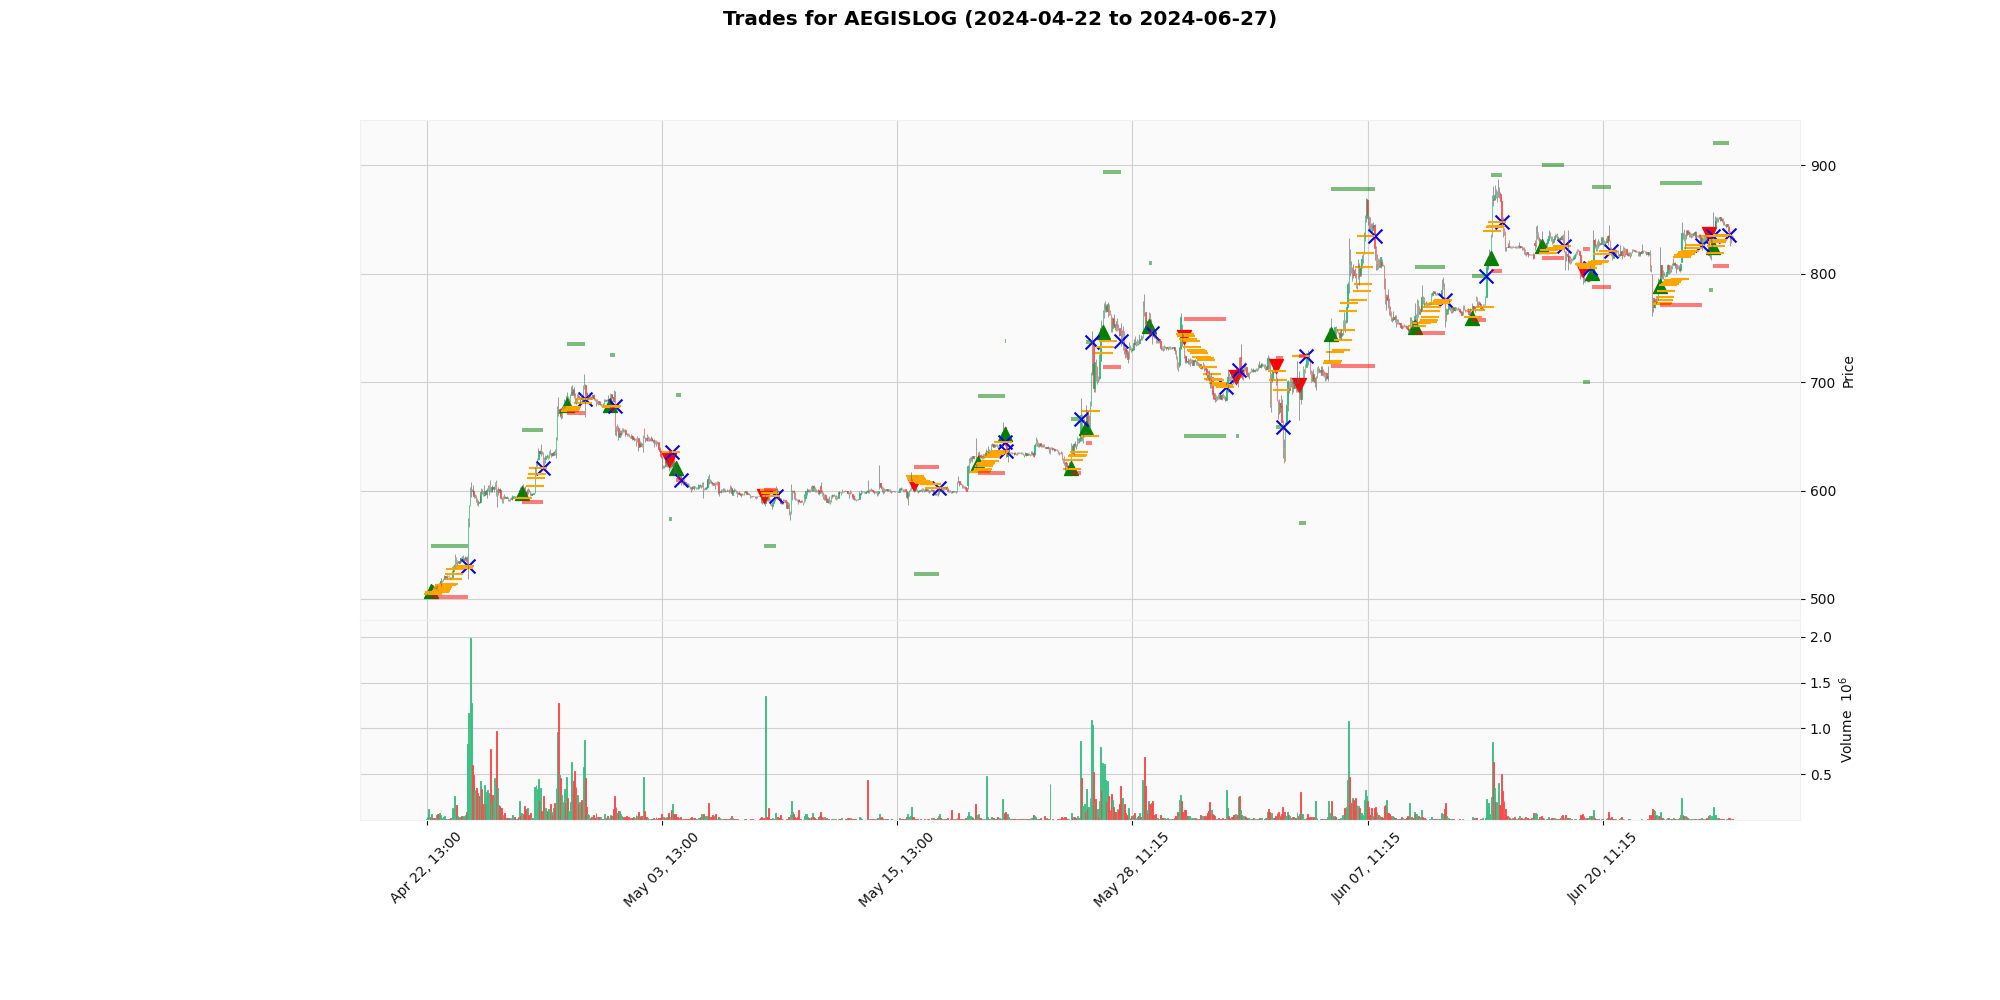 Trades for AEGISLOG (2024-04-22 to 2024-06-27)
900
800
700
600
500
Price
2.0
1.5
1.0
0.5
Volume 10⁶
Apr 22, 13:00
May 03, 13:00
May 15, 13:00
May 28, 11:15
Jun 07, 11:15
Jun 20, 11:15